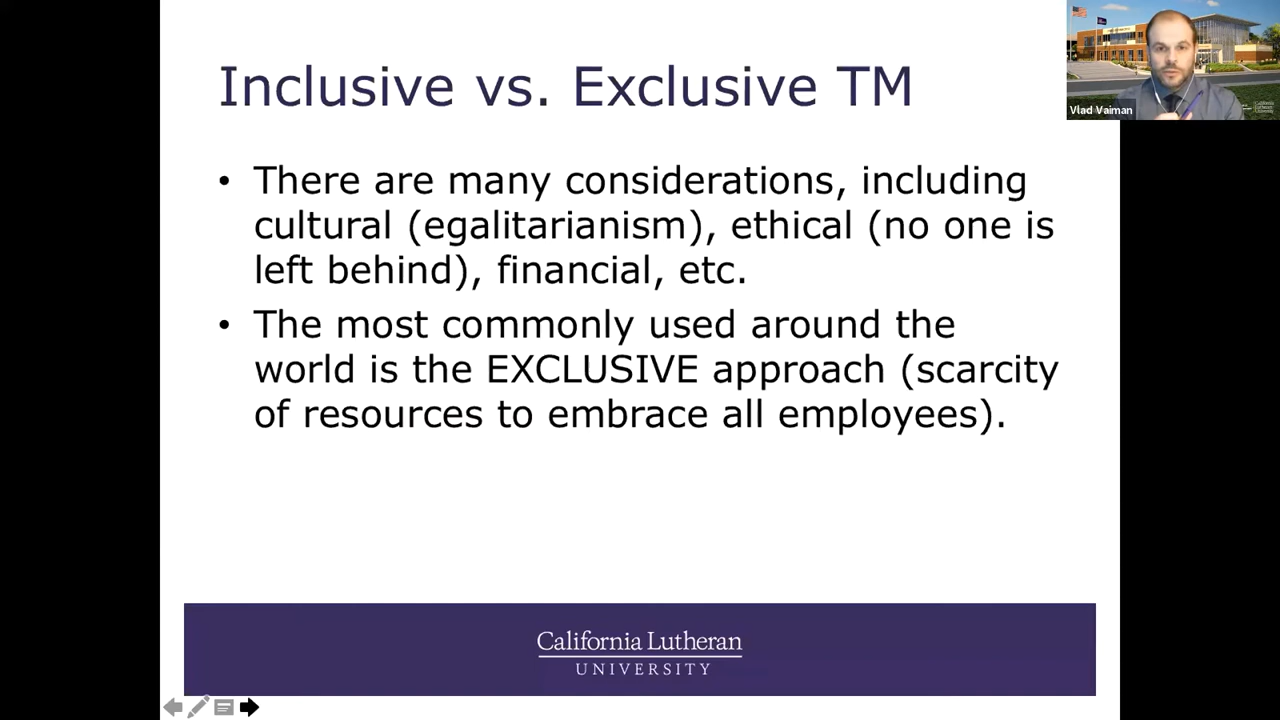 Inclusive vs. Exclusive TM
Vlad Vaiman
• There are many considerations, including
cultural (egalitarianism), ethical (no one is
left behind), financial, etc.
• The most commonly used around the
world is the EXCLUSIVE approach (scarcity
of resources to embrace all employees).
California Lutheran
UNIVERSITY